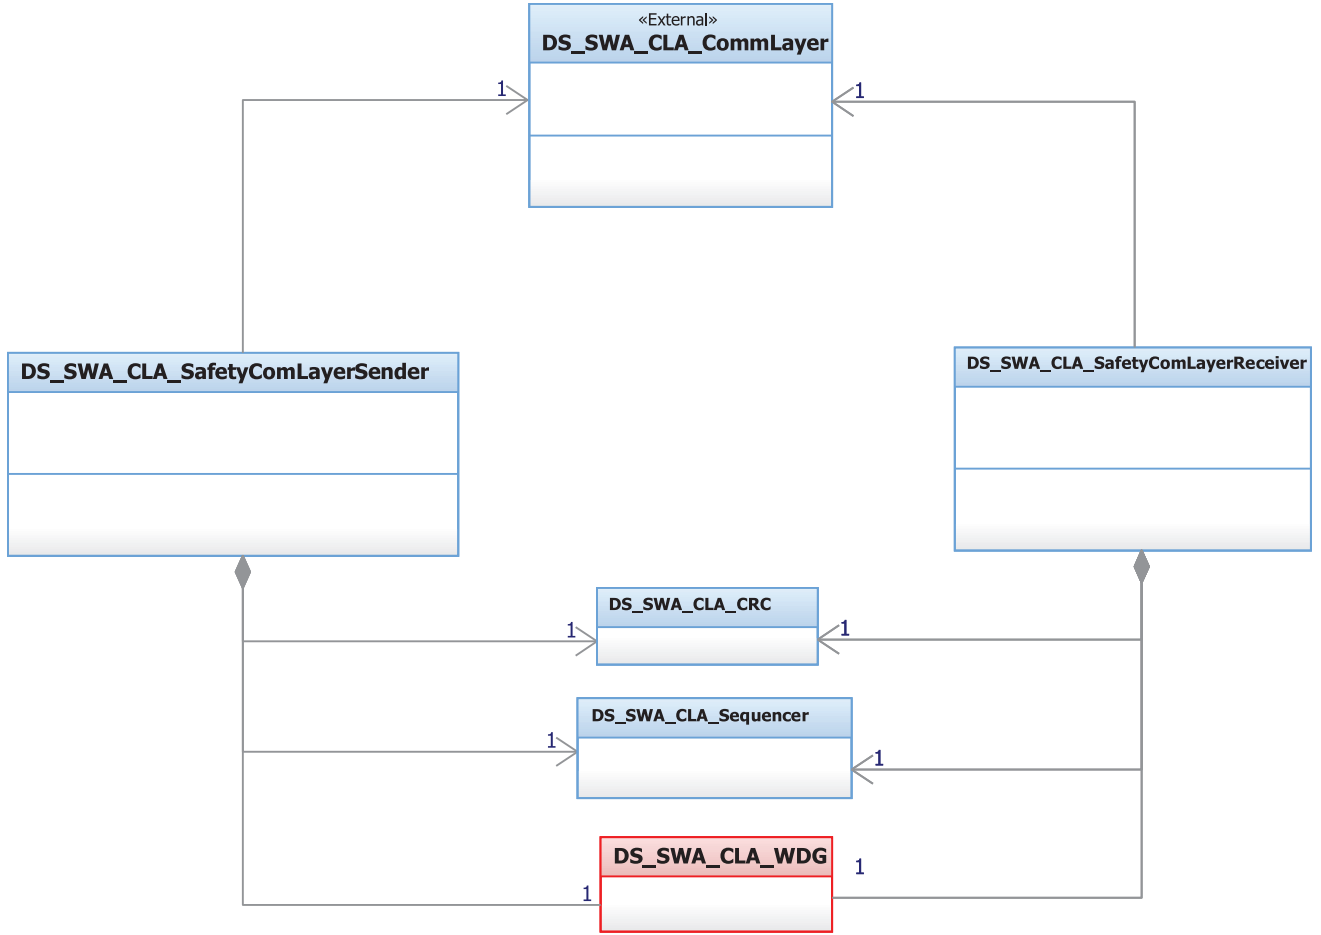 «External»
DS_SWA_CLA_CommLayer
1
1
DS_SWA_CLA_SafetyComLayerSender
DS_SWA_CLA_SafetyComLayerReceiver
DS_SWA_CLA_CRC
1
1
DS_SWA_CLA_Sequencer
1
1
DS_SWA_CLA_WDG
1
1